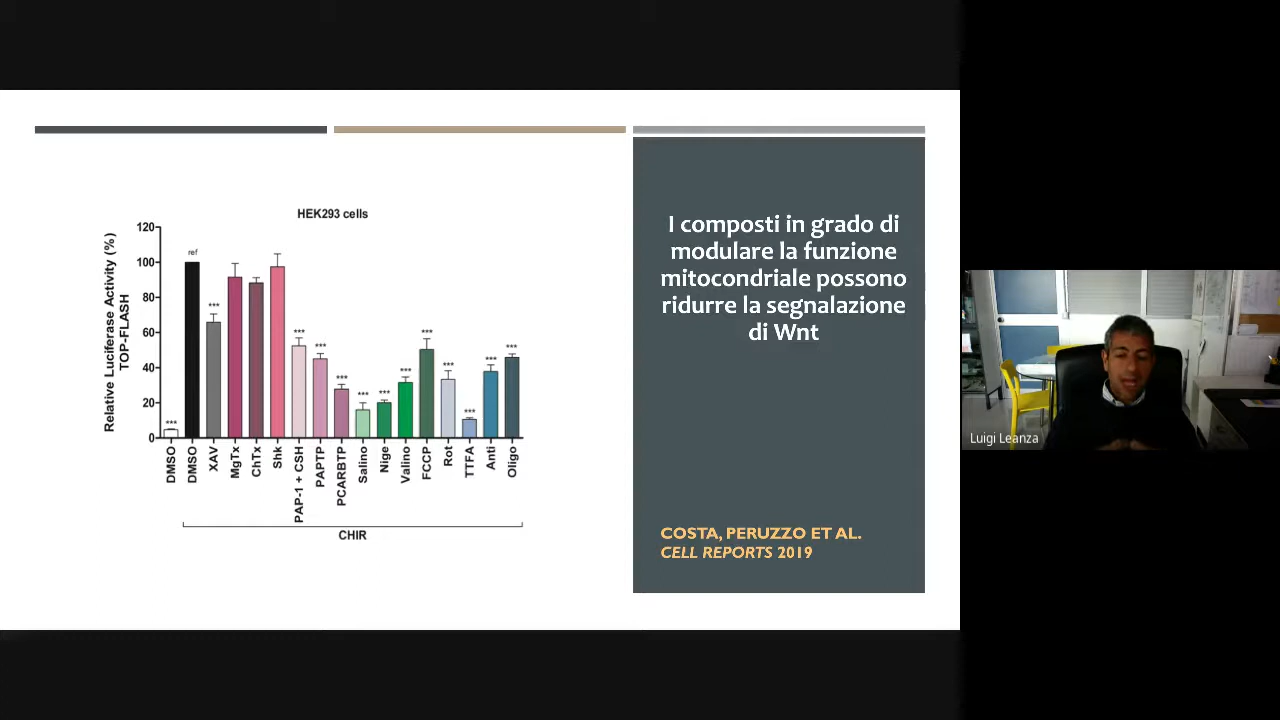 HEK293 cells
Relative Luciferase Activity (%)
TOP-FLASH
120
100
80
60
40
20
0
***
ref
***
***
***
***
***
***
***
***
***
***
***
***
DMSO
DMSO
XAV
MgTx
ChTx
Shk
PAP-1 + CSH
PAPTP
PCARBTP
Salino
Nige
Valino
FCCP
Rot
TTFA
Anti
Oligo
CHIR
I composti in grado di
modulare la funzione
mitocondriale possono
ridurre la segnalazione
di Wnt
COSTA, PERUZZO ET AL.
CELL REPORTS 2019
Luigi Leanza